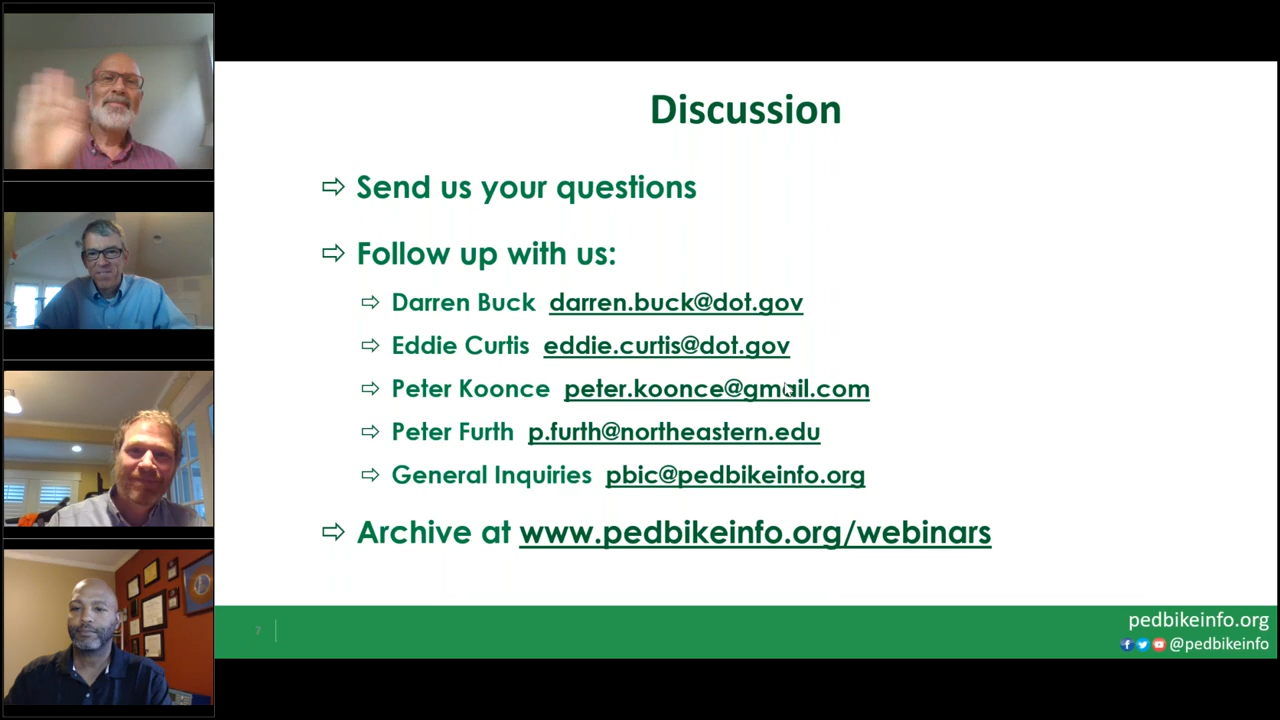 Discussion
Send us your questions
Follow up with us:
Darren Buck darren.buck@dot.gov
Eddie Curtis eddie.curtis@dot.gov
Peter Koonce peter.koonce@gmail.com
Peter Furth p.furth@northeastern.edu
General Inquiries pbic@pedbikeinfo.org
Archive at www.pedbikeinfo.org/webinars
7
pedbikeinfo.org
@pedbikeinfo